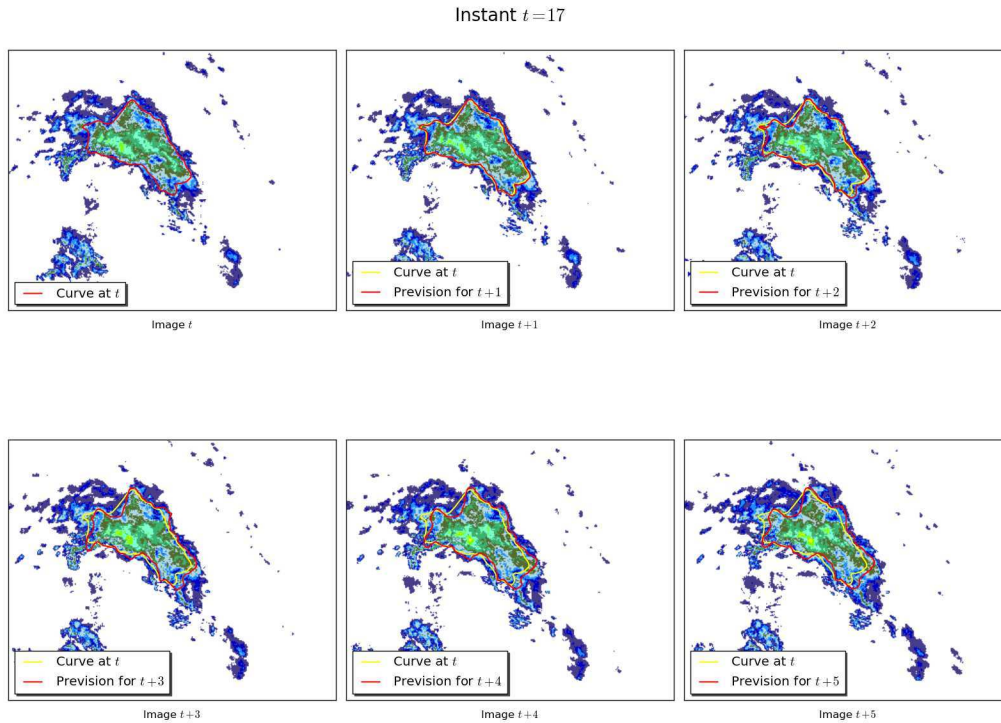 Instant t=17
Curve at t
Image t
Curve at t
Prevision for t+1
Image t+1
Curve at t
Prevision for t+2
Image t+2
Curve at t
Prevision for t+3
Image t+3
Curve at t
Prevision for t+4
Image t+4
Curve at t
Prevision for t+5
Image t+5